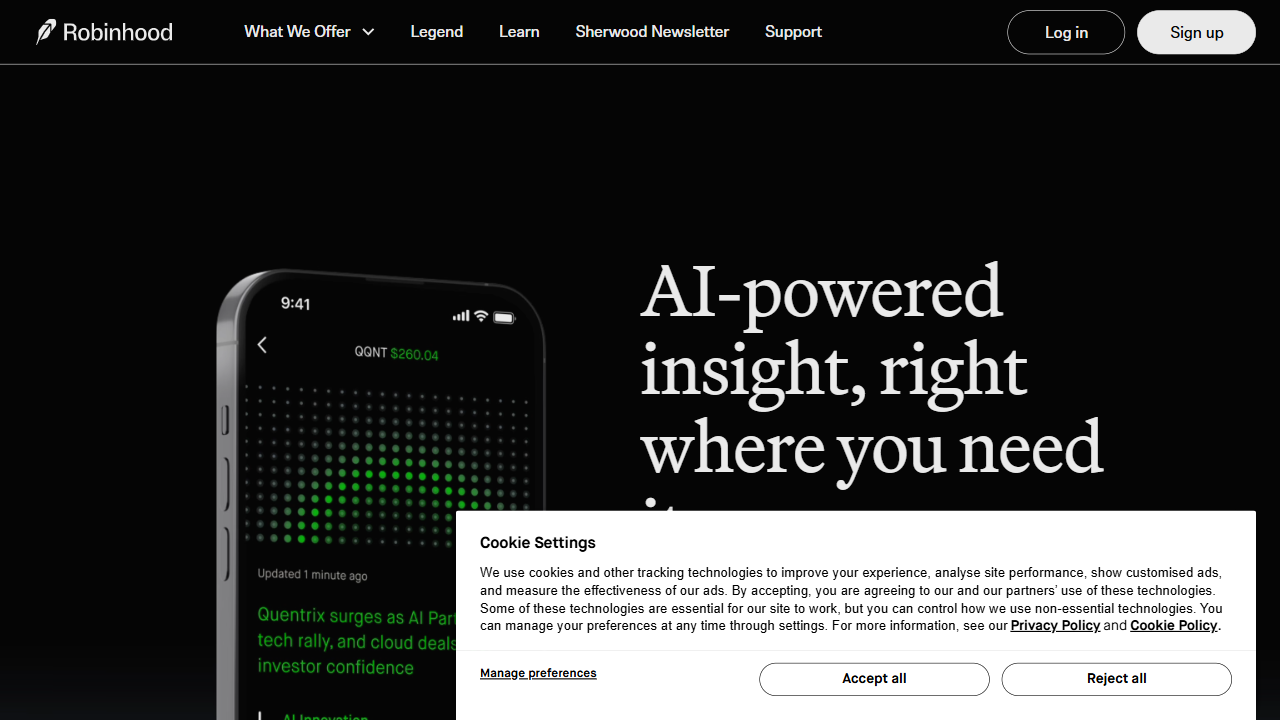 Robinhood
What We Offer
Legend
Learn
Sherwood Newsletter
Support
Log in
Sign up
9:41
QQNT $260.04
Updated 1 minute ago
Quentrix surges as AI Part
tech rally, and cloud deals
investor confidence
AI Innovation
AI-powered
insight, right
where you need
Cookie Settings
We use cookies and other tracking technologies to improve your experience, analyse site performance, show customised ads,
and measure the effectiveness of our ads. By accepting, you are agreeing to our and our partners’ use of these technologies.
Some of these technologies are essential for our site to work, but you can control how we use non-essential technologies. You
can manage your preferences at any time through settings. For more information, see our Privacy Policy and Cookie Policy.
Manage preferences
Accept all
Reject all